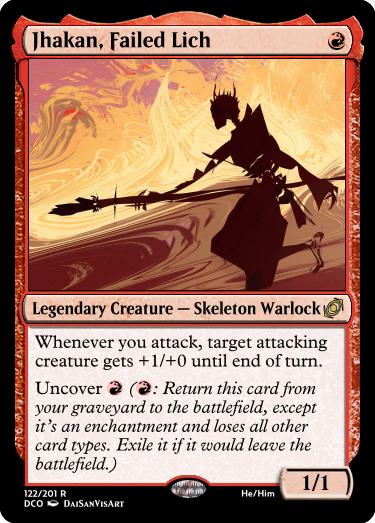 Jhakan, Failed Lich
Legendary Creature — Skeleton Warlock
Whenever you attack, target attacking
creature gets +1/+0 until end of turn.
Uncover (: Return this card from
your graveyard to the battlefield, except
it's an enchantment and loses all other
card types. Exile it if it would leave the
battlefield.)
1/1
122/201 R
He/Him
DCO DaiSanVisArt